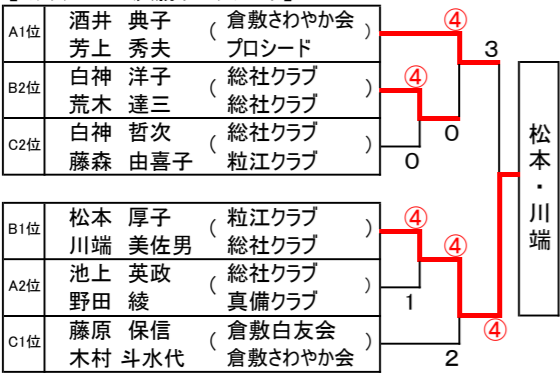 A1位 酒井 典子 ( 倉敷さわやか会 )
芳上 秀夫 プロシード
④
3
B2位 白神 洋子 ( 総社クラブ )
荒木 達三 総社クラブ
④
0
C2位 白神 哲次 ( 総社クラブ )
藤森 由喜子 粒江クラブ
0
松本・川端
B1位 松本 厚子 ( 粒江クラブ )
川端 美佐男 総社クラブ
④
④
A2位 池上 英政 ( 総社クラブ )
野田 綾 真備クラブ
1
④
C1位 藤原 保信 ( 倉敷白友会 )
木村 斗水代 倉敷さわやか会
2